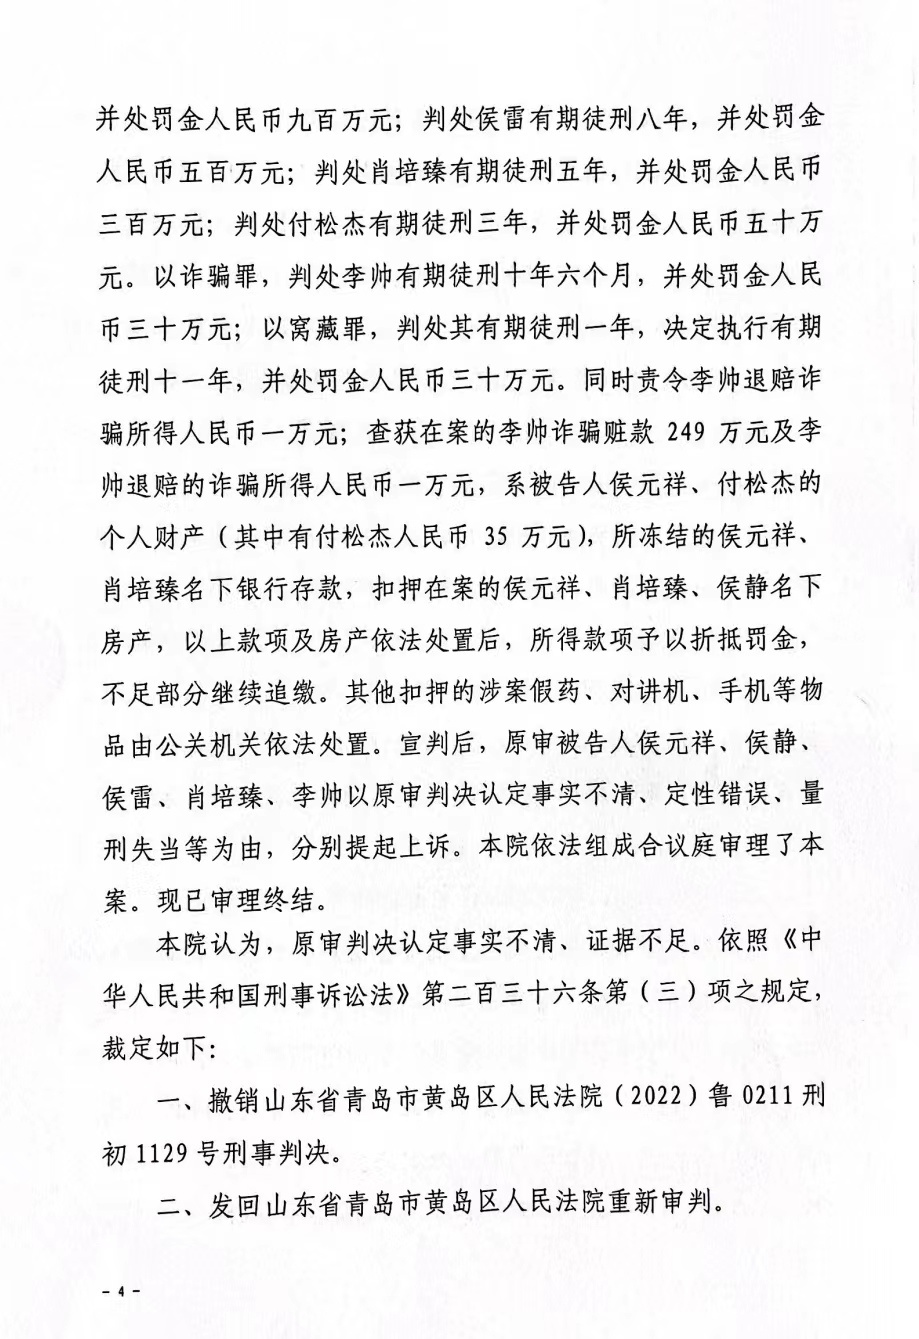 并处罚金人民币九百万元；判处侯雷有期徒刑八年，并处罚金
人民币五百万元；判处肖培臻有期徒刑五年，并处罚金人民币
三百万元；判处付松杰有期徒刑三年，并处罚金人民币五十万
元。以诈骗罪，判处李帅有期徒刑十年六个月，并处罚金人民
币三十万元；以窝藏罪，判处其有期徒刑一年，决定执行有期
徒刑十一年，并处罚金人民币三十万元。同时责令李帅退赔诈
骗所得人民币一万元；查获在案的李帅诈骗赃款 249 万元及李
帅退赔的诈骗所得人民币一万元，系被告人侯元祥、付松杰的
个人财产（其中有付松杰人民币 35 万元），所冻结的侯元祥、
肖培臻名下银行存款，扣押在案的侯元祥、肖培臻、侯静名下
房产，以上款项及房产依法处置后，所得款项予以折抵罚金，
不足部分继续追缴。其他扣押的涉案假药、对讲机、手机等物
品由公关机关依法处置。宣判后，原审被告人侯元祥、侯静、
侯雷、肖培臻、李帅以原审判决认定事实不清、定性错误、量
刑失当等为由，分别提起上诉。本院依法组成合议庭审理了本
案。现已审理终结。
本院认为，原审判决认定事实不清、证据不足。依照《中
华人民共和国刑事诉讼法》第二百三十六条第（三）项之规定，
裁定如下：
一、撤销山东省青岛市黄岛区人民法院（2022）鲁 0211 刑
初 1129 号刑事判决。
二、发回山东省青岛市黄岛区人民法院重新审判。
- 4 -